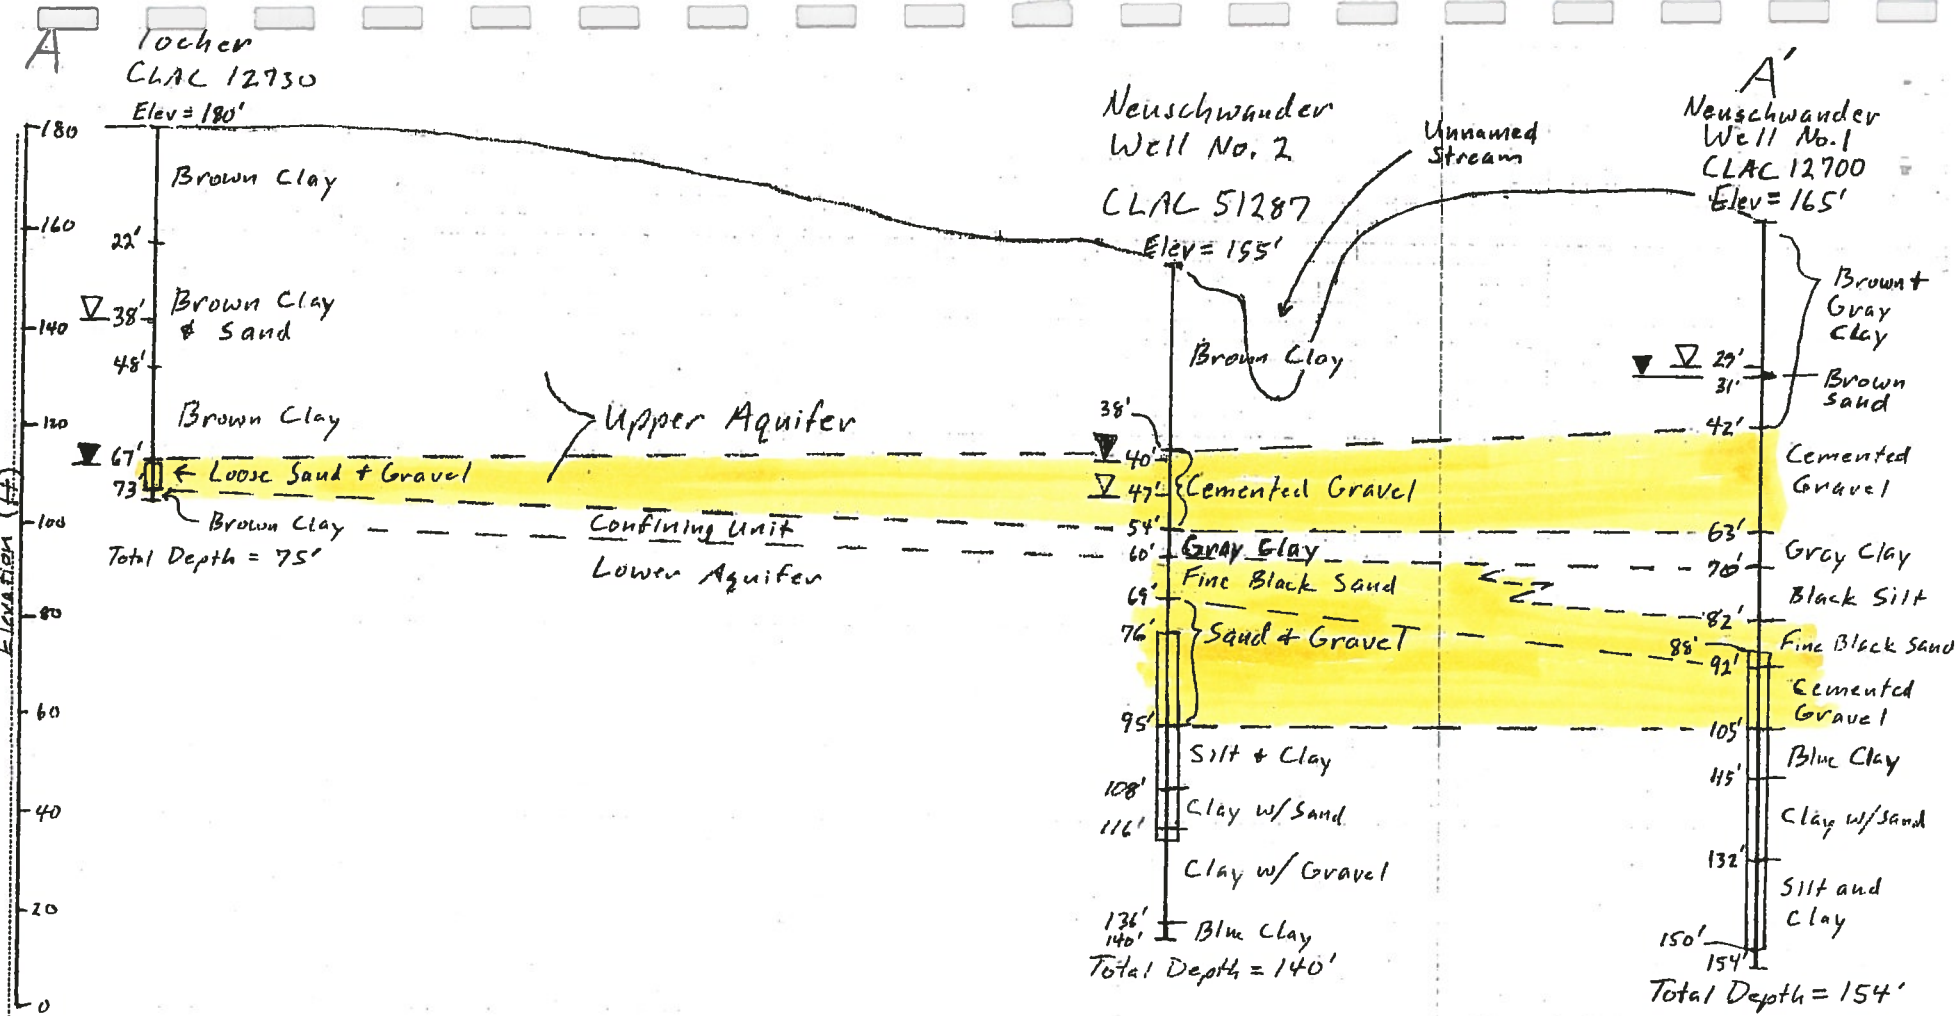 A
Tocher
CLAC 12730
Elev = 180'
180
160
140
120
100
80
60
40
20
0
Elevation (ft)
Brown Clay
22'
Brown Clay
& Sand
38'
48'
Brown Clay
67'
← Loose Sand + Gravel
73'
Brown Clay
Total Depth = 75'
Upper Aquifer
Confining Unit
Lower Aquifer
Neuschwander
Well No. 2
CLAC 51287
Elev = 155'
Unnamed
Stream
Brown Clay
38'
40'
47'
Cemented Gravel
54'
Gray Clay
60'
Fine Black Sand
69'
76'
Sand + Gravel
95'
Silt + Clay
108'
Clay w/Sand
116'
Clay w/ Gravel
136'
140'
Blue Clay
Total Depth = 140'
A'
Neuschwander
Well No. 1
CLAC 12700
Elev = 165'
Brown +
Gray
Clay
29'
31'
Brown
Sand
42'
Cemented
Gravel
63'
Gray Clay
70'
Black Silt
82'
Fine Black Sand
88'
92'
Cemented
Gravel
105'
Blue Clay
115'
Clay w/Sand
132'
Silt and
Clay
150'
154'
Total Depth = 154'